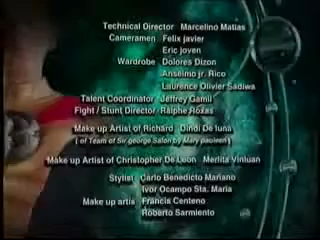 Technical Director Marcelino Matias
Cameramen Felix javier
Eric joven
Wardrobe Dolores Dizon
Anselmo jr. Rico
Laurence Olivier Sadiwa
Talent Coordinator Jeffrey Gamil
Fight / Stunt Director Ralphe Roxas
Make up Artist of Richard Dindi De luna
( of Team of Sir george Salon by Mary pauleen )
Make up Artist of Christopher De Leon Merlita Vinluan
Stylist Carlo Benedicto Mariano
Ivor Ocampo Sta. Maria
Make up artis Francia Centeno
Roberto Sarmiento